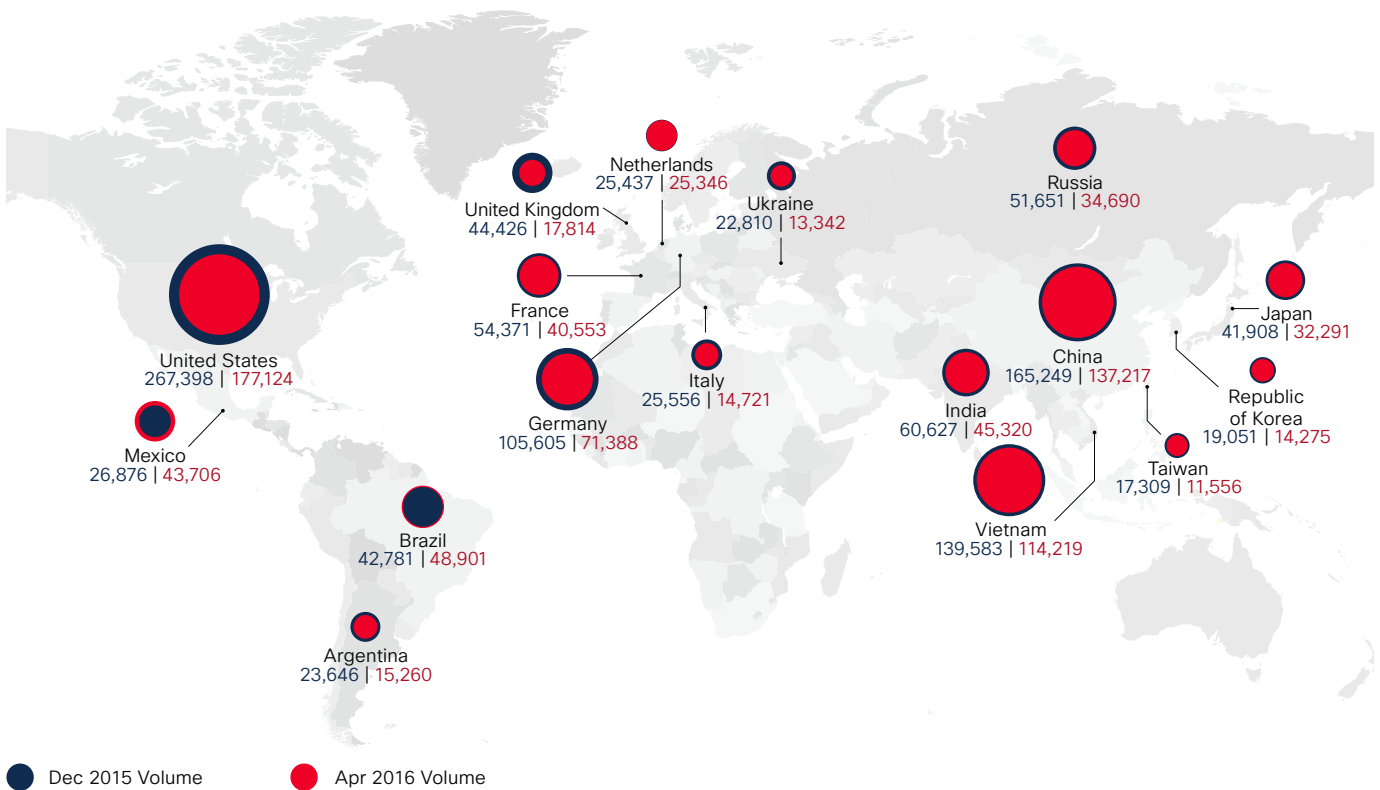 Netherlands
25,437 | 25,346
United Kingdom
44,426 | 17,814
Ukraine
22,810 | 13,342
Russia
51,651 | 34,690
United States
267,398 | 177,124
France
54,371 | 40,553
Germany
105,605 | 71,388
Italy
25,556 | 14,721
China
165,249 | 137,217
Japan
41,908 | 32,291
India
60,627 | 45,320
Republic
of Korea
19,051 | 14,275
Taiwan
17,309 | 11,556
Vietnam
139,583 | 114,219
Mexico
26,876 | 43,706
Brazil
42,781 | 48,901
Argentina
23,646 | 15,260
Dec 2015 Volume
Apr 2016 Volume